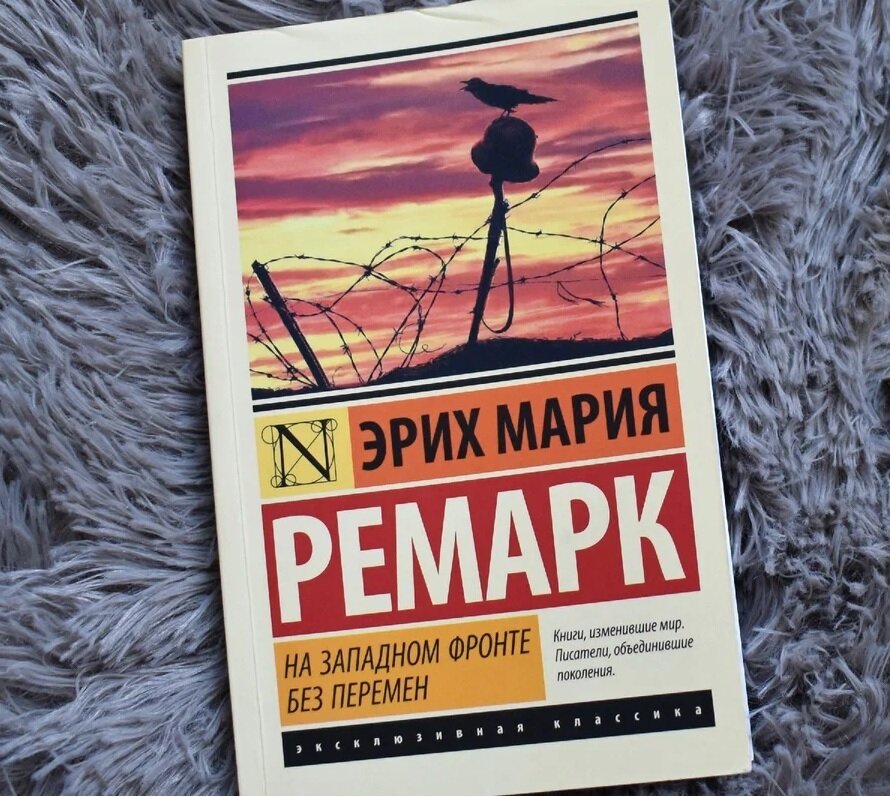 N
ЭРИХ МАРИЯ
РЕМАРК
НА ЗАПАДНОМ ФРОНТЕ
БЕЗ ПЕРЕМЕН
Книги, изменившие мир.
Писатели, объединившие
поколения.
эксклюзивная классика